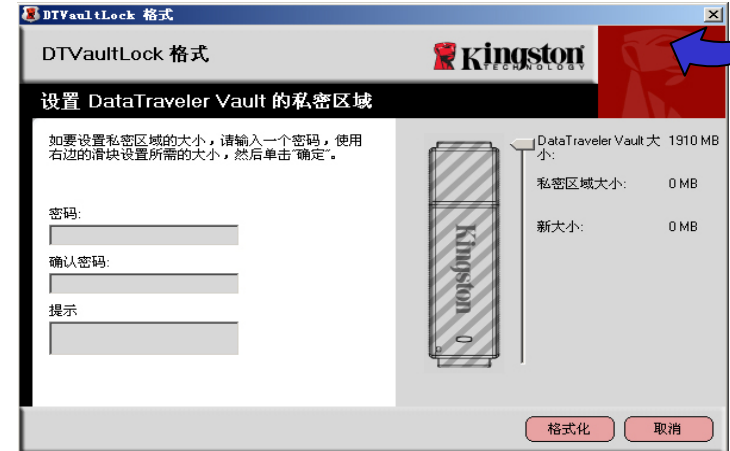 DTVaultLock 格式
DTVaultLock 格式
Kingston
TECHNOLOGY
设置 DataTraveler Vault 的私密区域
如要设置私密区域的大小，请输入一个密码，使用
右边的滑块设置所需的大小，然后单击“确定”。
密码:
确认密码:
提示
Kingston
DataTraveler Vault 大 1910 MB
小:
私密区域大小: 0 MB
新大小: 0 MB
格式化 取消